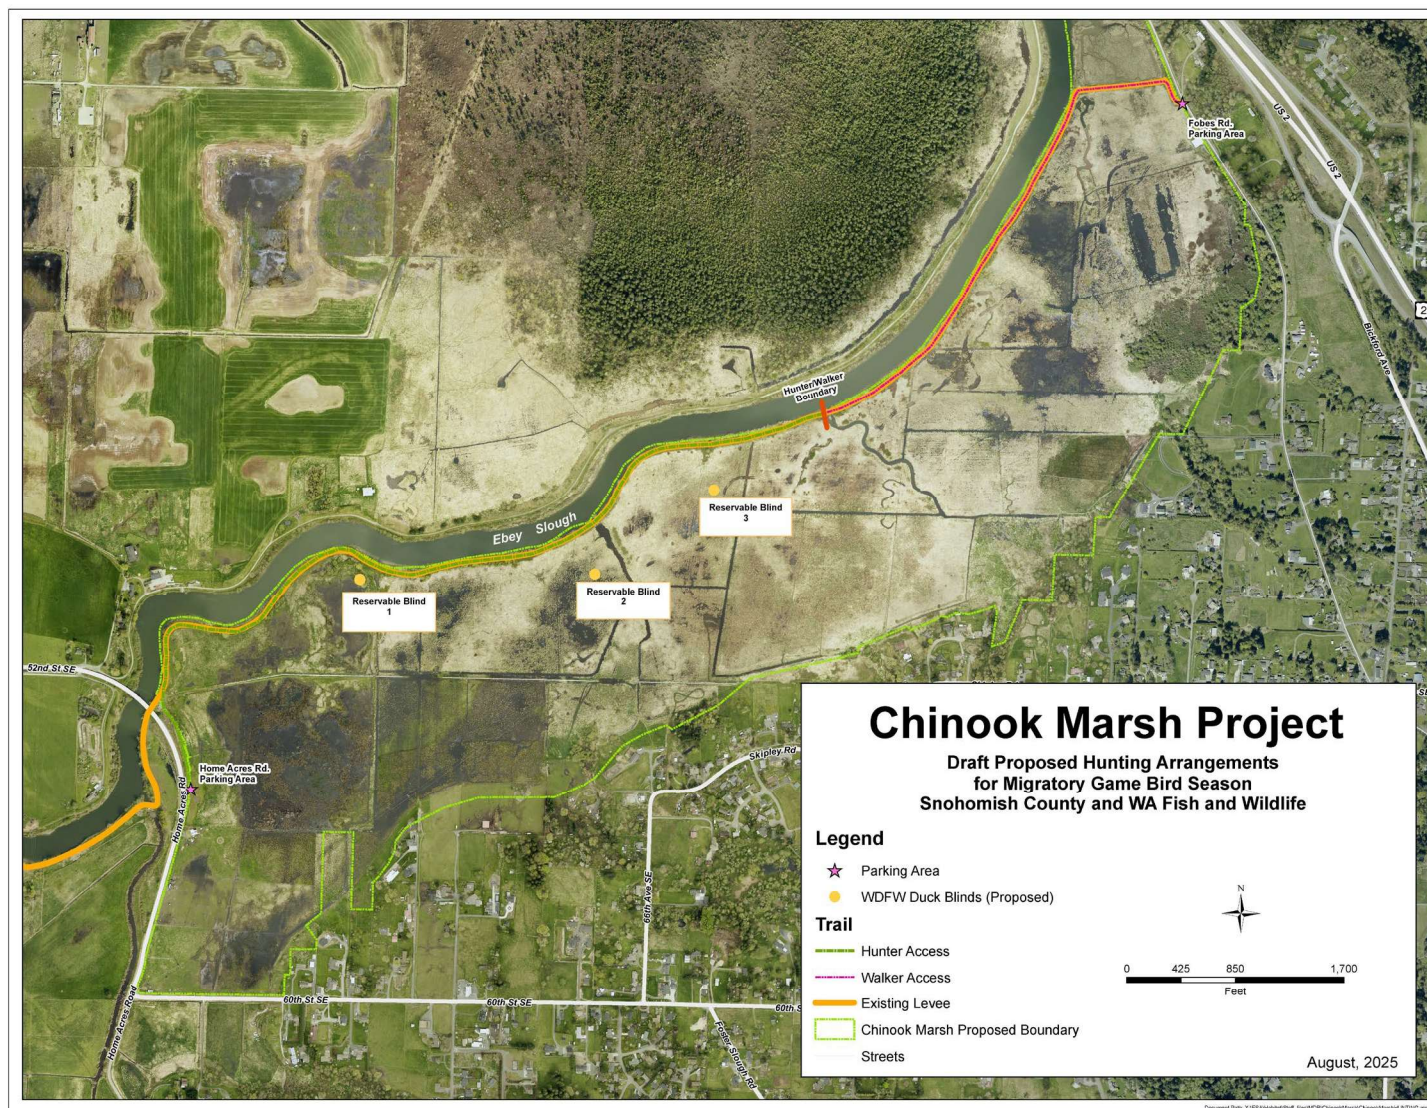 US 2
US 2
Fobes Rd.
Parking Area
2
Bickford Ave
Hunter/Walker
Boundary
Reservable Blind
3
Ebey Slough
Reservable Blind
2
Reservable Blind
1
52nd St SE
Home Acres Rd.
Parking Area
Home Acres Rd
Skipley Rd
66th Ave SE
Home Acres Road
60th St SE
60th St SE
60th S
Foster Slough Rd
St
Chinook Marsh Project
Draft Proposed Hunting Arrangements
for Migratory Game Bird Season
Snohomish County and WA Fish and Wildlife
Legend
Parking Area
WDFW Duck Blinds (Proposed)
Trail
Hunter Access
Walker Access
Existing Levee
Chinook Marsh Proposed Boundary
Streets
N
0 425 850 1,700
Feet
August, 2025